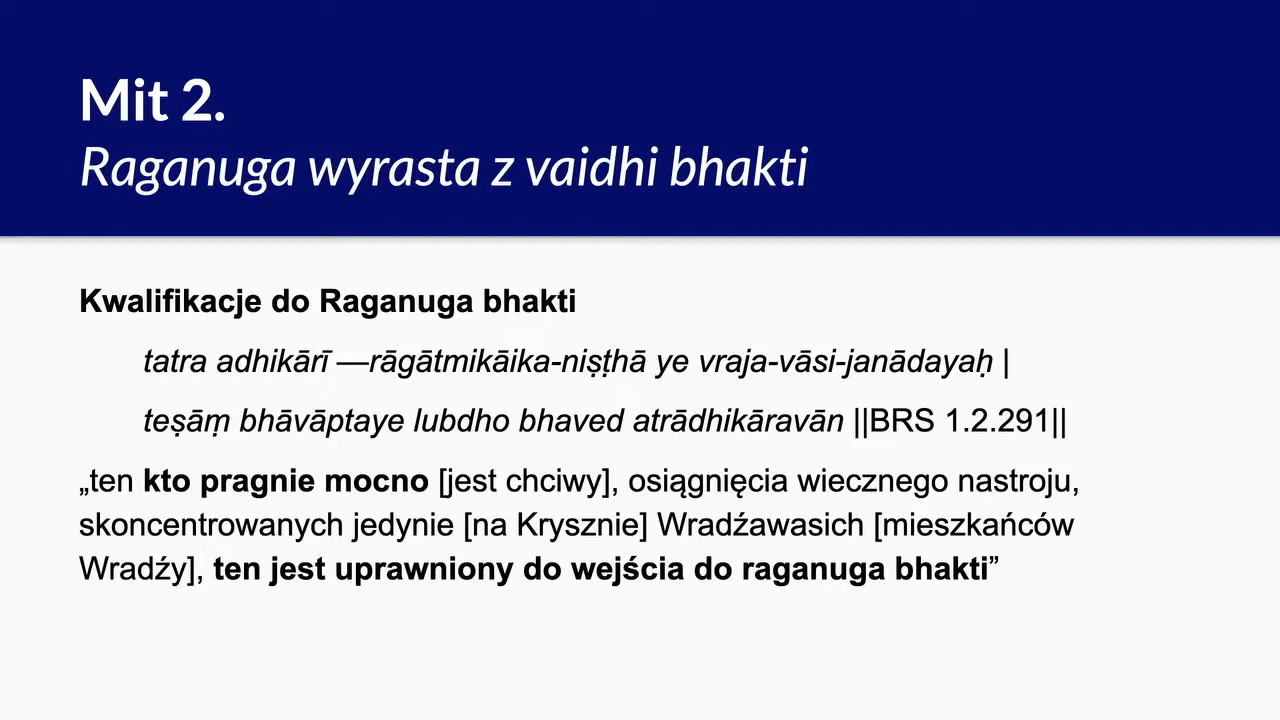 Mit 2.
Raganuga wyrasta z vaidhi bhakti
Kwalifikacje do Raganuga bhakti
tatra adhikārī —rāgātmikāika-niṣṭhā ye vraja-vāsi-janādayaḥ |
teṣāṃ bhāvāptaye lubdho bhaved atrādhikāravān ||BRS 1.2.291||
„ten kto pragnie mocno [jest chciwy], osiągnięcia wiecznego nastroju,
skoncentrowanych jedynie [na Krysznie] Wradźawasich [mieszkańców
Wradźy], ten jest uprawniony do wejścia do raganuga bhakti”